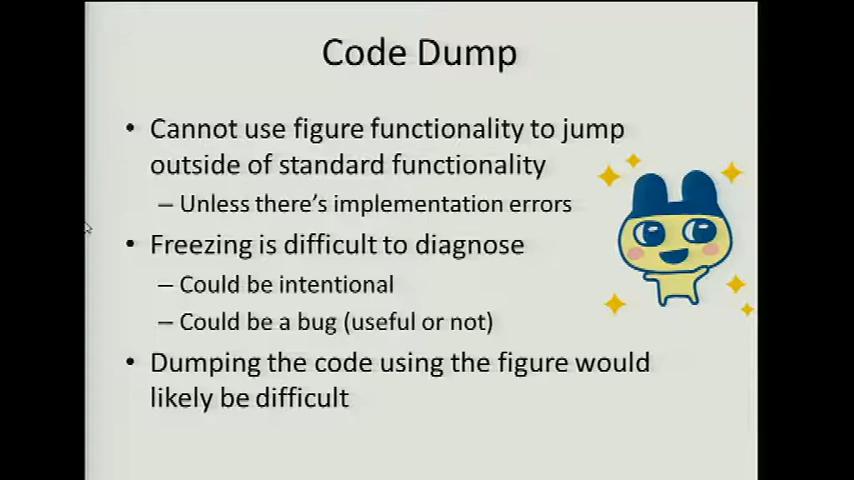 Code Dump
• Cannot use figure functionality to jump
outside of standard functionality
– Unless there's implementation errors
• Freezing is difficult to diagnose
– Could be intentional
– Could be a bug (useful or not)
• Dumping the code using the figure would
likely be difficult